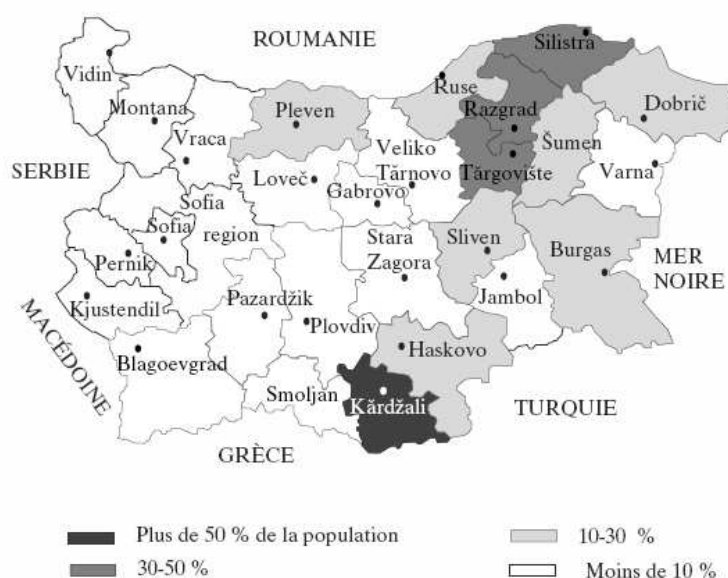 ROUMANIE
Silistra
Vidin
Ruse
Montana
Pleven
Razgrad
Dobrič
Vraca
Veliko
Tărnovo
Šumen
SERBIE
Loveč
Gabrovo
Tărgoviste
Varna
Sofia
region
Sofia
Stara
Zagora
Sliven
Burgas
MER
NOIRE
Pernik
Kjustendil
Pazardžik
Plovdiv
Jambol
MACÉDOINE
Blagoevgrad
Haskovo
Smoljan
Kărdžali
TURQUIE
GRÈCE
Plus de 50 % de la population
10-30 %
30-50 %
Moins de 10 %